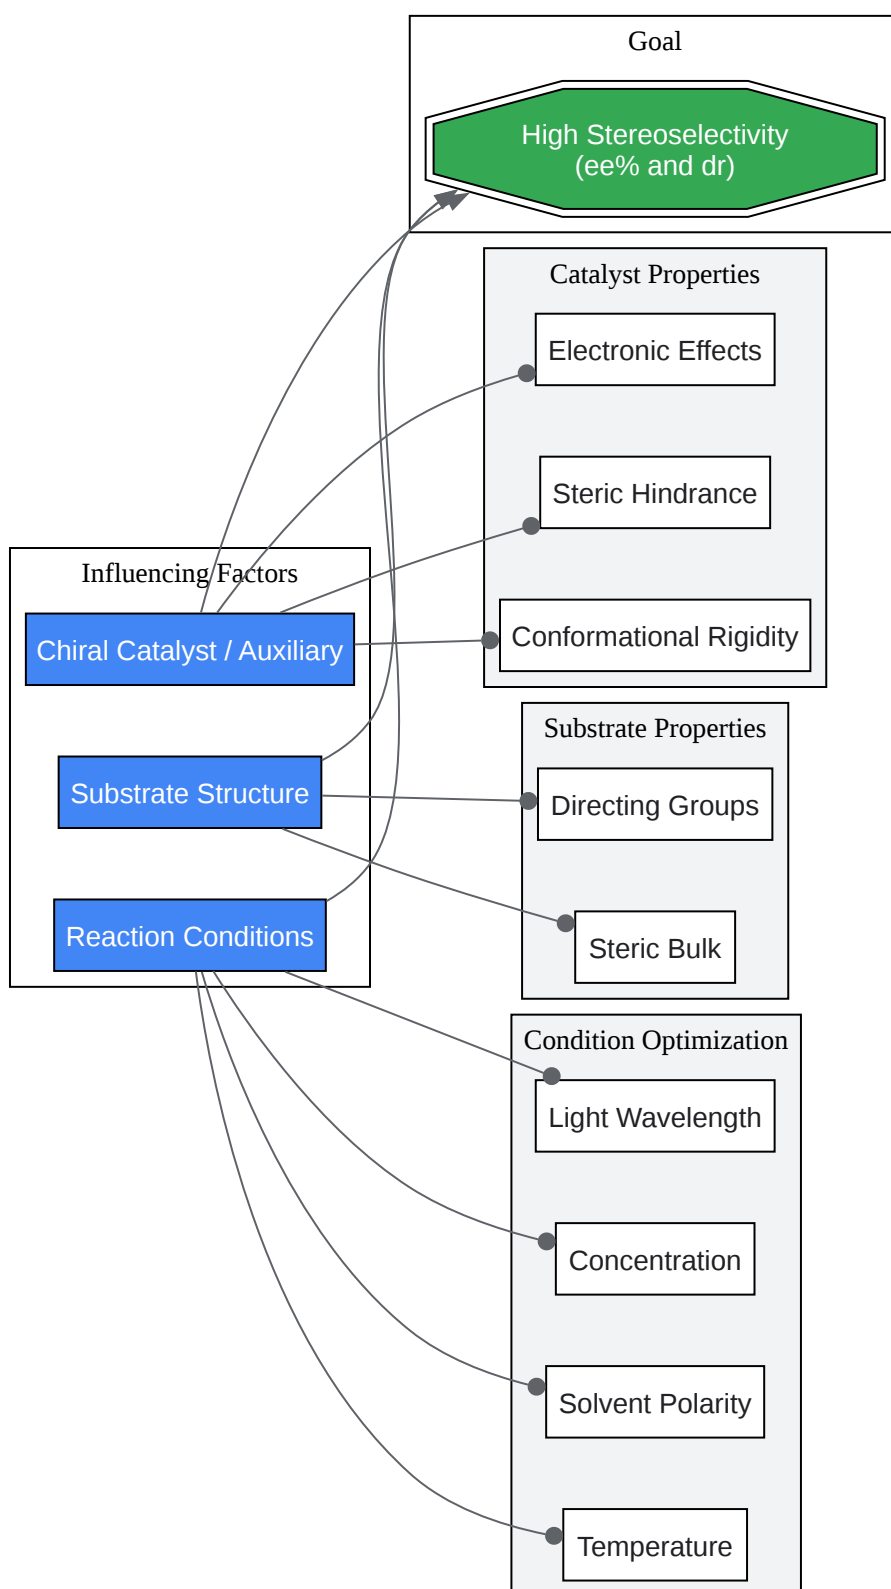 Goal
High Stereoselectivity
(ee% and dr)
Catalyst Properties
Electronic Effects
Steric Hindrance
Conformational Rigidity
Influencing Factors
Chiral Catalyst / Auxiliary
Substrate Structure
Reaction Conditions
Substrate Properties
Directing Groups
Steric Bulk
Condition Optimization
Light Wavelength
Concentration
Solvent Polarity
Temperature